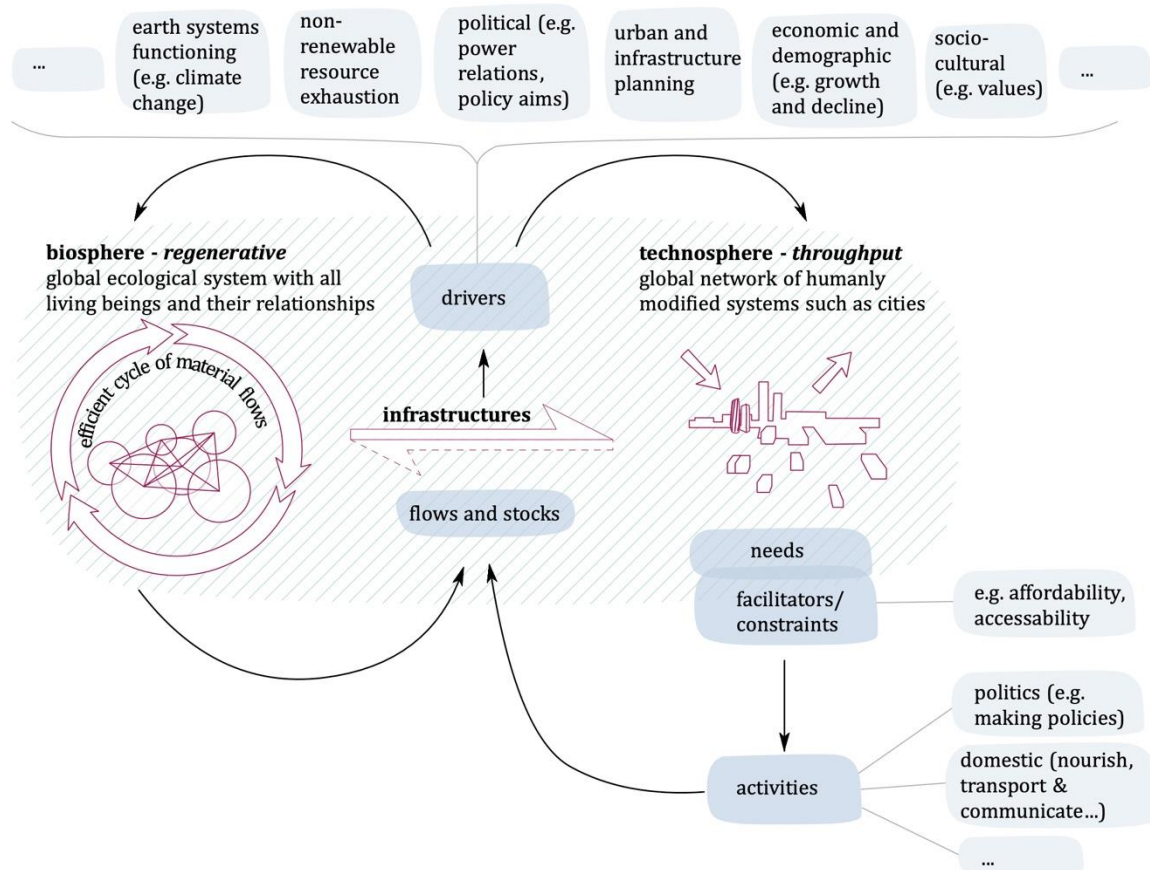 ...
earth systems
functioning
(e.g. climate
change)
non-
renewable
resource
exhaustion
political (e.g.
power
relations,
policy aims)
urban and
infrastructure
planning
economic and
demographic
(e.g. growth
and decline)
socio-
cultural
(e.g. values)
...
biosphere - regenerative
global ecological system with all
living beings and their relationships
efficient cycle of material flows
drivers
infrastructures
flows and stocks
technosphere - throughput
global network of humanly
modified systems such as cities
needs
facilitators/
constraints
e.g. affordability,
accessability
activities
politics (e.g.
making policies)
domestic (nourish,
transport &
communicate...)
...